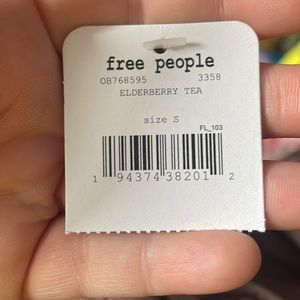 free people
OB768595 3358
ELDERBERRY TEA
size S
FL_103
1 94374 38201 2